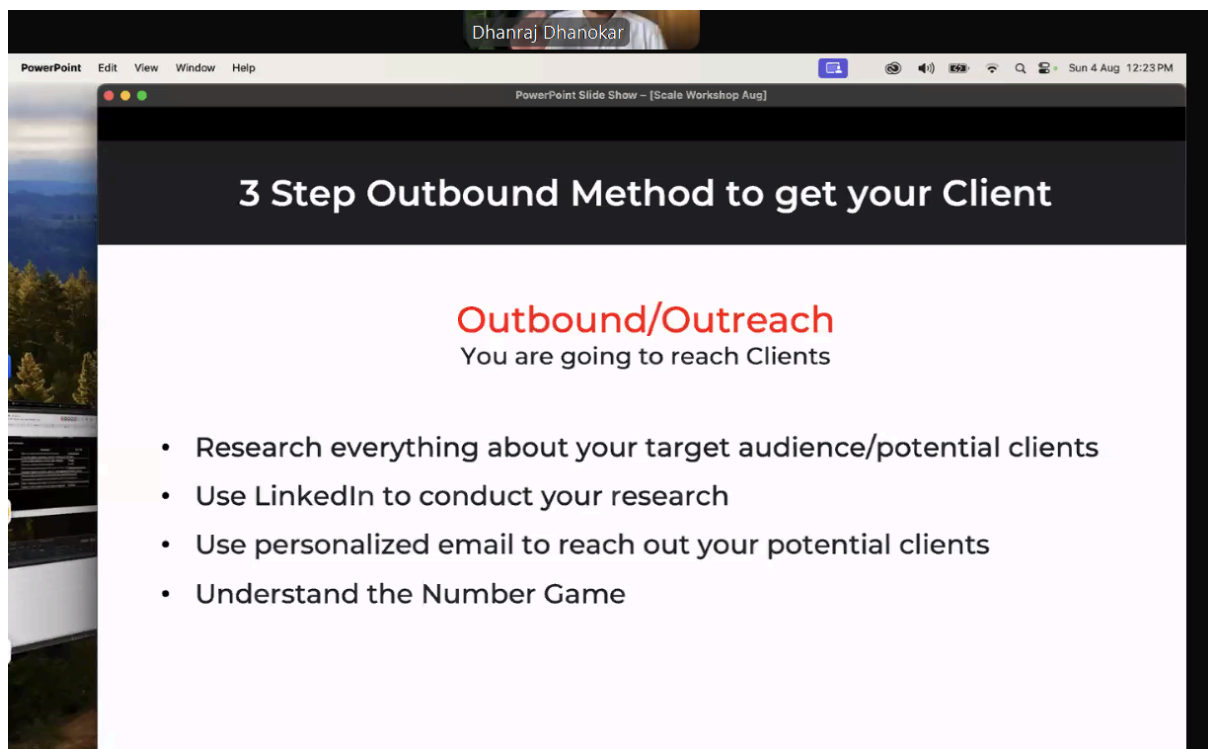 Dhanraj Dhanokar
PowerPoint Edit View Window Help Sun 4 Aug 12:23 PM
PowerPoint Slide Show – [Scale Workshop Aug]
3 Step Outbound Method to get your Client
Outbound/Outreach
You are going to reach Clients
• Research everything about your target audience/potential clients
• Use LinkedIn to conduct your research
• Use personalized email to reach out your potential clients
• Understand the Number Game